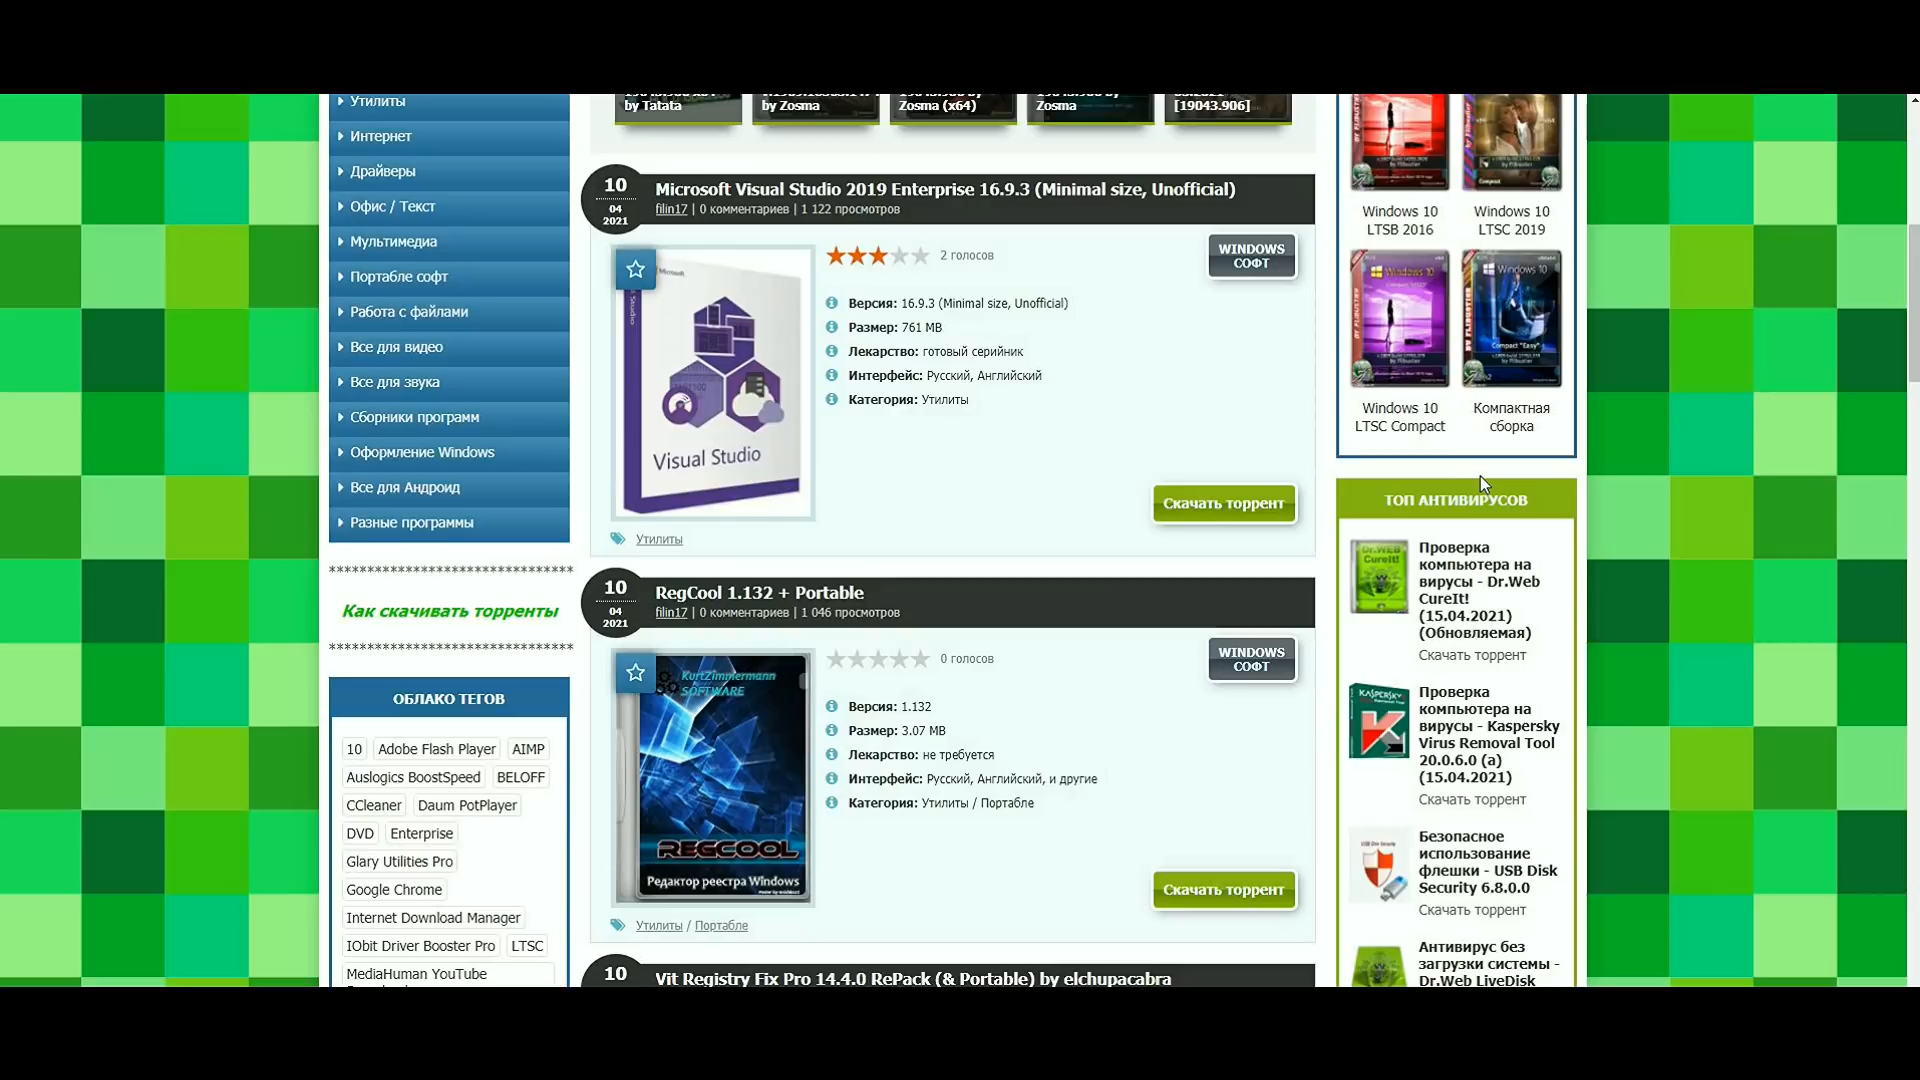 Утилиты
Интернет
Драйверы
Офис / Текст
Мультимедиа
Портабле софт
Работа с файлами
Все для видео
Все для звука
Сборники программ
Оформление Windows
Все для Андроид
Разные программы
******************************
Как скачивать торренты
******************************
ОБЛАКО ТЕГОВ
10 Adobe Flash Player AIMP
Auslogics BoostSpeed BELOFF
CCleaner Daum PotPlayer
DVD Enterprise
Glary Utilities Pro
Google Chrome
Internet Download Manager
IObit Driver Booster Pro LTSC
MediaHuman YouTube
by Tatata
by Zosma
Zosma (x64)
Zosma
[19043.906]
10
04
2021
Microsoft Visual Studio 2019 Enterprise 16.9.3 (Minimal size, Unofficial)
filin17 | 0 комментариев | 1 122 просмотров
Microsoft
Visual Studio
2 голосов
WINDOWS
СОФТ
Версия: 16.9.3 (Minimal size, Unofficial)
Размер: 761 MB
Лекарство: готовый серийник
Интерфейс: Русский, Английский
Категория: Утилиты
Скачать торрент
Утилиты
10
04
2021
RegCool 1.132 + Portable
filin17 | 0 комментариев | 1 046 просмотров
KurtZimmermann
SOFTWARE
REGCOOL
Редактор реестра Windows
0 голосов
WINDOWS
СОФТ
Версия: 1.132
Размер: 3.07 MB
Лекарство: не требуется
Интерфейс: Русский, Английский, и другие
Категория: Утилиты / Портабле
Скачать торрент
Утилиты / Портабле
10
Vit Registry Fix Pro 14.4.0 RePack (& Portable) by elchupacabra
Windows 10
LTSB 2016
Windows 10
LTSC 2019
Windows 10
Windows 10
Compact "Easy"
Windows 10
LTSC Compact
Компактная
сборка
ТОП АНТИВИРУСОВ
Dr.WEB
CureIt!
Проверка
компьютера на
вирусы - Dr.Web
CureIt!
(15.04.2021)
(Обновляемая)
Скачать торрент
KASPERSKY
Проверка
компьютера на
вирусы - Kaspersky
Virus Removal Tool
20.0.6.0 (a)
(15.04.2021)
Скачать торрент
Безопасное
использование
флешки - USB Disk
Security 6.8.0.0
Скачать торрент
Антивирус без
загрузки системы -
Dr.Web LiveDisk